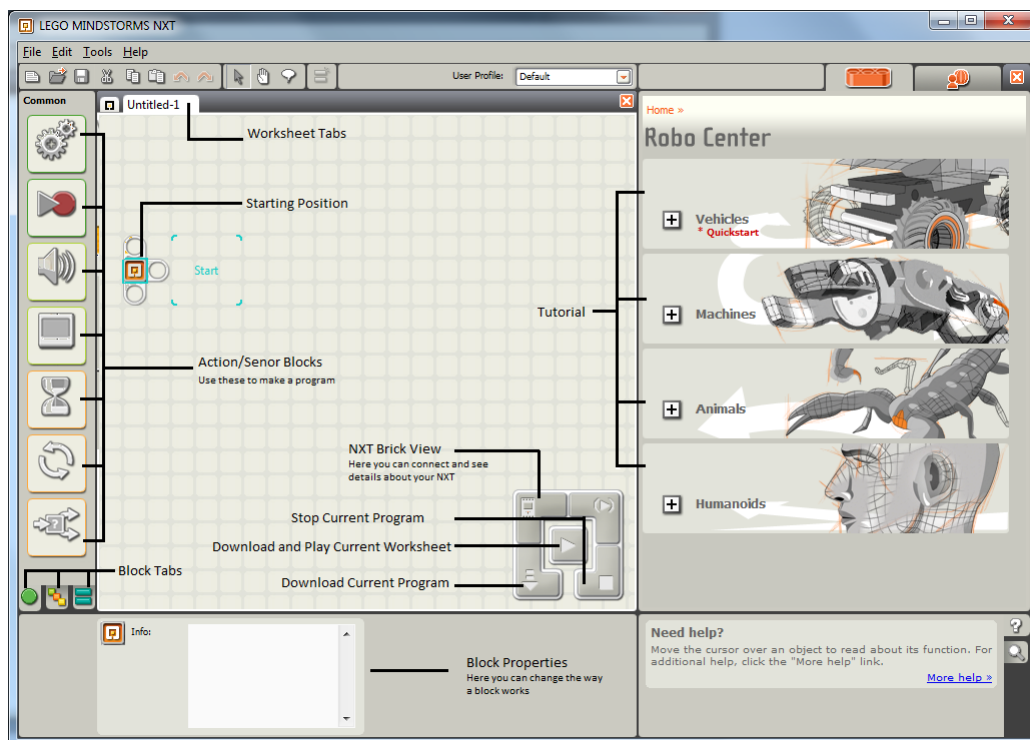 LEGO MINDSTORMS NXT
File Edit Tools Help
User Profile: Default
Common
Untitled-1
Worksheet Tabs
Home »
Robo Center
Starting Position
Vehicles
* Quickstart
Start
Tutorial
Machines
Action/Senor Blocks
Use these to make a program
Animals
NXT Brick View
Here you can connect and see
details about your NXT
Humanoids
Stop Current Program
Download and Play Current Worksheet
Block Tabs
Download Current Program
Info:
Block Properties
Here you can change the way
a block works
Need help?
Move the cursor over an object to read about its function. For
additional help, click the "More help" link.
More help »